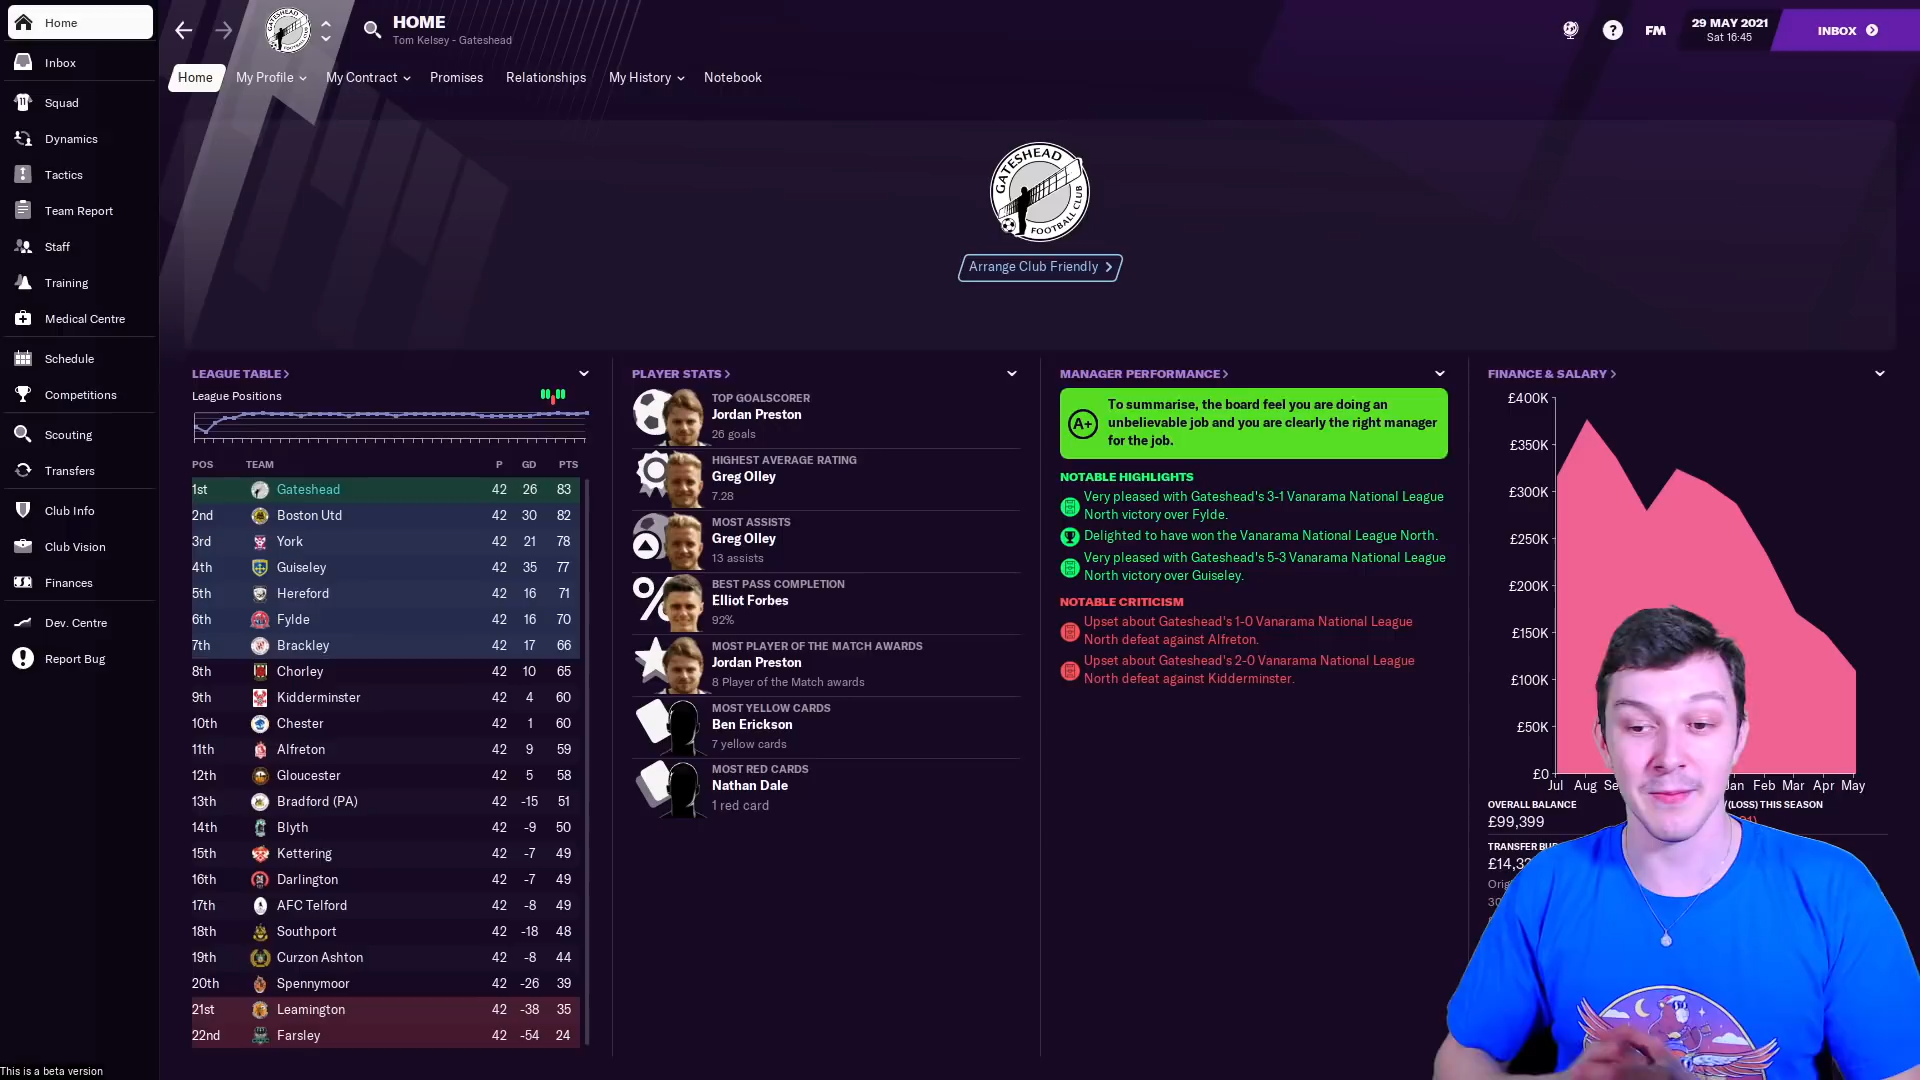 Home
Inbox
Squad
Dynamics
Tactics
Team Report
Staff
Training
Medical Centre
Schedule
Competitions
Scouting
Transfers
Club Info
Club Vision
Finances
Dev. Centre
Report Bug
This is a beta version
HOME
Tom Kelsey - Gateshead
FM
29 MAY 2021
Sat 16:45
INBOX
Home My Profile My Contract Promises Relationships My History Notebook
GATESHEAD
FOOTBALL CLUB
Arrange Club Friendly
LEAGUE TABLE
League Positions
POS TEAM P GD PTS
1st Gateshead 42 26 83
2nd Boston Utd 42 30 82
3rd York 42 21 78
4th Guiseley 42 35 77
5th Hereford 42 16 71
6th Fylde 42 16 70
7th Brackley 42 17 66
8th Chorley 42 10 65
9th Kidderminster 42 4 60
10th Chester 42 1 60
11th Alfreton 42 9 59
12th Gloucester 42 5 58
13th Bradford (PA) 42 -15 51
14th Blyth 42 -9 50
15th Kettering 42 -7 49
16th Darlington 42 -7 49
17th AFC Telford 42 -8 49
18th Southport 42 -18 48
19th Curzon Ashton 42 -8 44
20th Spennymoor 42 -26 39
21st Leamington 42 -38 35
22nd Farsley 42 -54 24
PLAYER STATS
TOP GOALSCORER
Jordan Preston
26 goals
HIGHEST AVERAGE RATING
Greg Olley
7.28
MOST ASSISTS
Greg Olley
13 assists
BEST PASS COMPLETION
Elliot Forbes
92%
MOST PLAYER OF THE MATCH AWARDS
Jordan Preston
8 Player of the Match awards
MOST YELLOW CARDS
Ben Erickson
7 yellow cards
MOST RED CARDS
Nathan Dale
1 red card
MANAGER PERFORMANCE
A+
To summarise, the board feel you are doing an
unbelievable job and you are clearly the right manager
for the job.
NOTABLE HIGHLIGHTS
Very pleased with Gateshead's 3-1 Vanarama National League
North victory over Fylde.
Delighted to have won the Vanarama National League North.
Very pleased with Gateshead's 5-3 Vanarama National League
North victory over Guiseley.
NOTABLE CRITICISM
Upset about Gateshead's 1-0 Vanarama National League
North defeat against Alfreton.
Upset about Gateshead's 2-0 Vanarama National League
North defeat against Kidderminster.
FINANCE & SALARY
£400K
£350K
£300K
£250K
£200K
£150K
£100K
£50K
£0
Jul Aug Feb Mar Apr May
OVERALL BALANCE
£99,399
(LOSS) THIS SEASON
TRANSFER